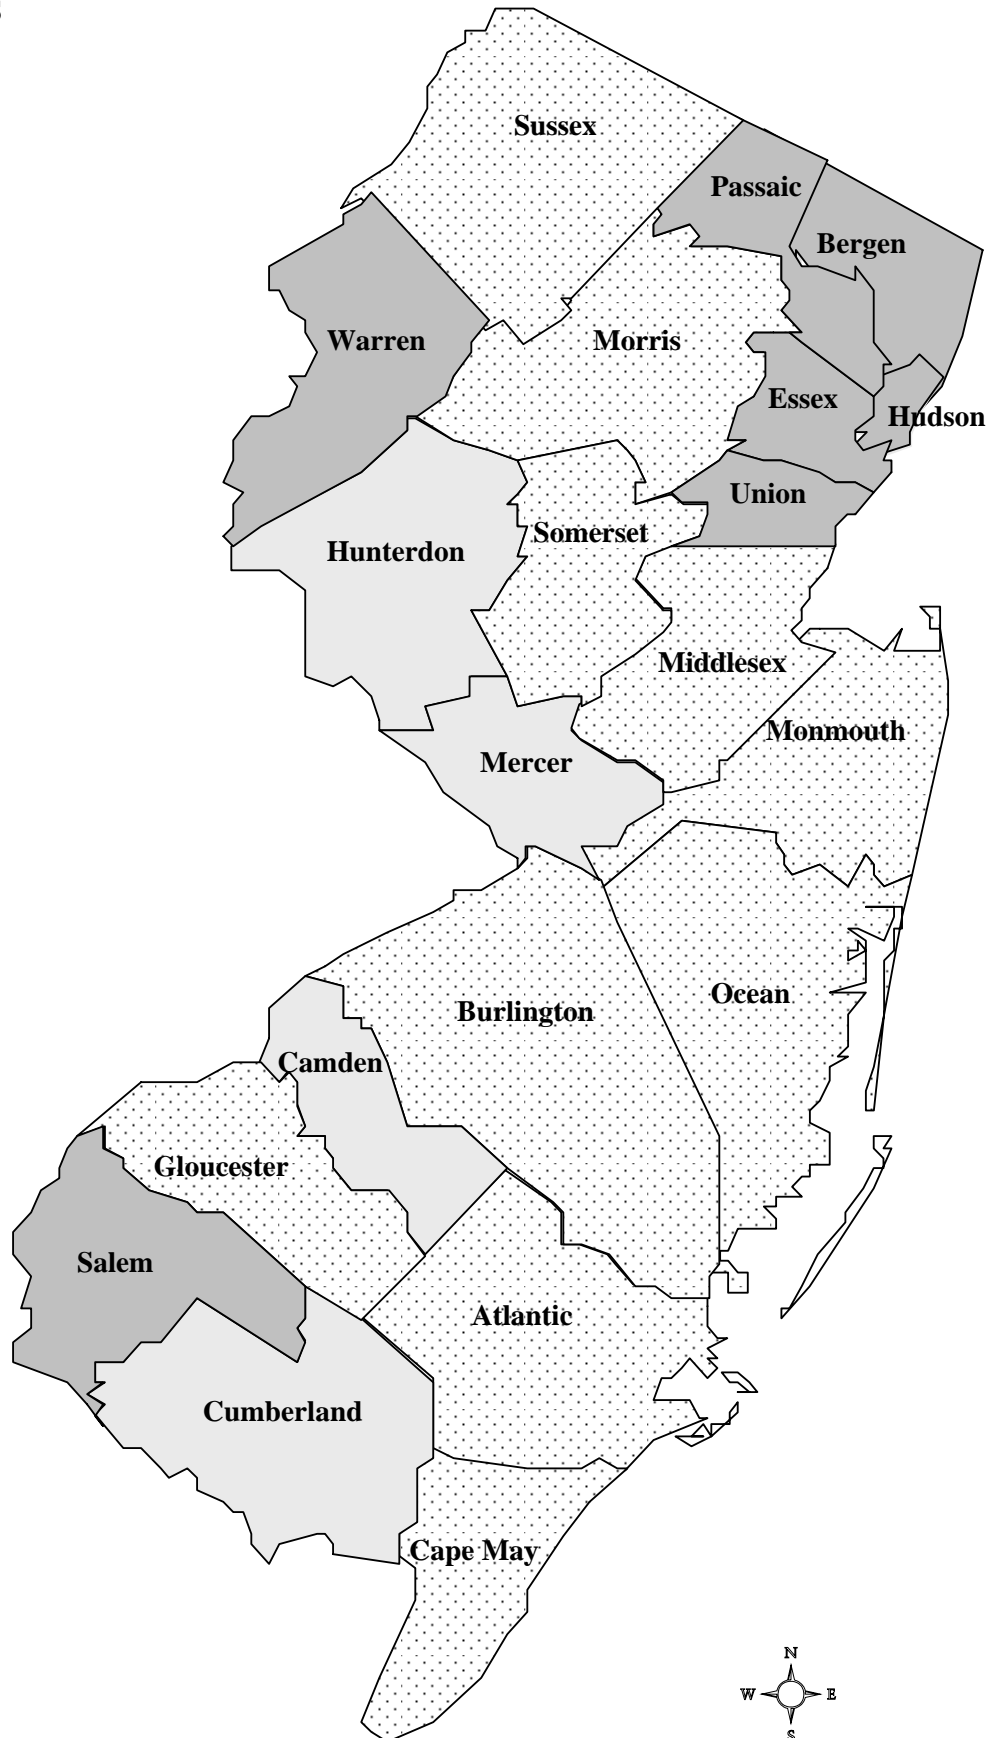 Sussex
Passaic
Bergen
Warren
Morris
Essex
Hudson
Union
Somerset
Hunterdon
Middlesex
Monmouth
Mercer
Ocean
Burlington
Camden
Gloucester
Salem
Atlantic
Cumberland
Cape May
N
W E
S